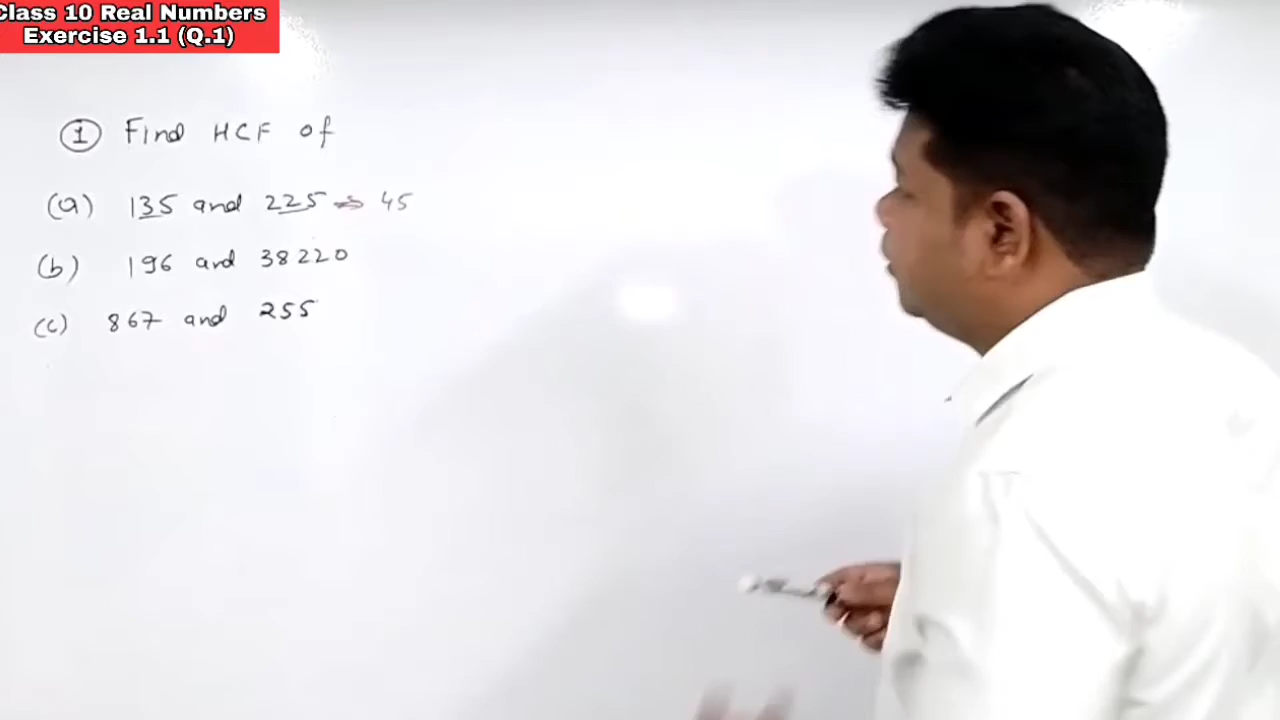 Class 10 Real Numbers
Exercise 1.1 (Q.1)
① Find HCF of
(a) 135 and 225 ⇒ 45
(b) 196 and 38220
(c) 867 and 255